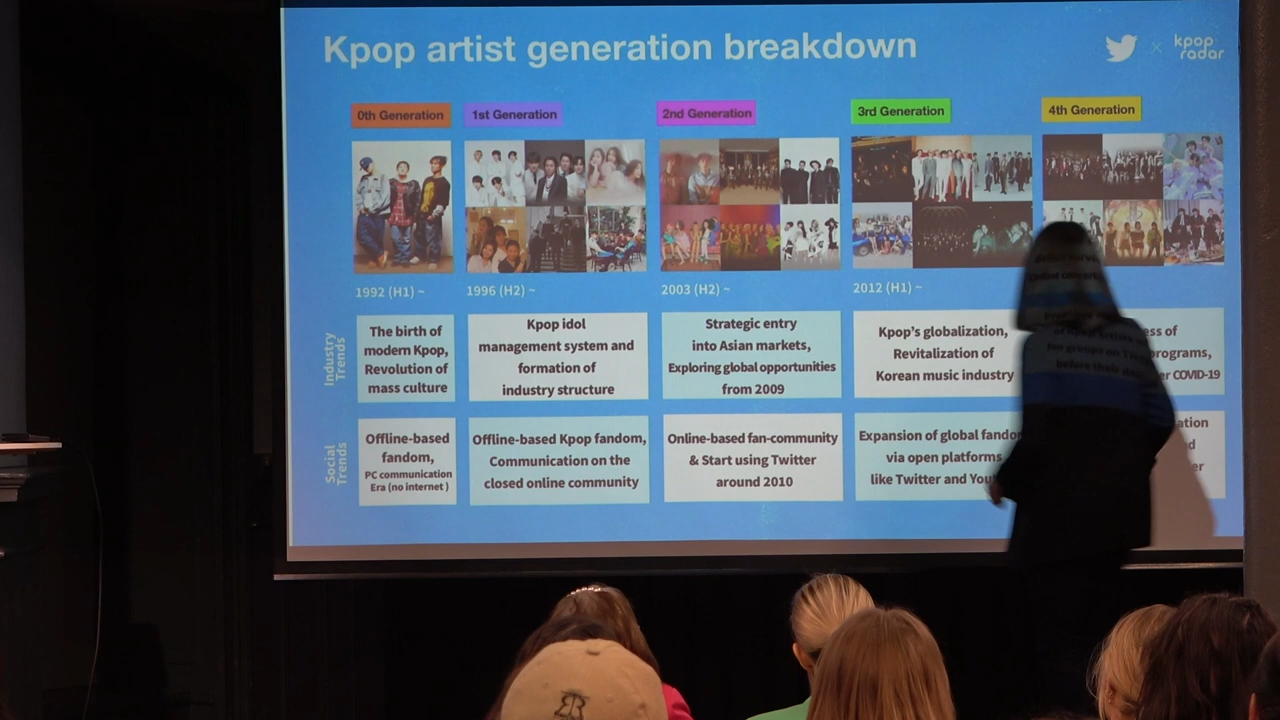 Kpop artist generation breakdown
kpop
radar
0th Generation
1st Generation
2nd Generation
3rd Generation
4th Generation
1992 (H1) ~
1996 (H2) ~
2003 (H2) ~
2012 (H1) ~
Industry
Trends
The birth of
modern Kpop,
Revolution of
mass culture
Kpop idol
management system and
formation of
industry structure
Strategic entry
into Asian markets,
Exploring global opportunities
from 2009
Kpop's globalization,
Revitalization of
Korean music industry
of
programs,
COVID-19
Social
Trends
Offline-based
fandom,
PC communication
Era (no internet )
Offline-based Kpop fandom,
Communication on the
closed online community
Online-based fan-community
& Start using Twitter
around 2010
Expansion of global
via open platforms
like Twitter and